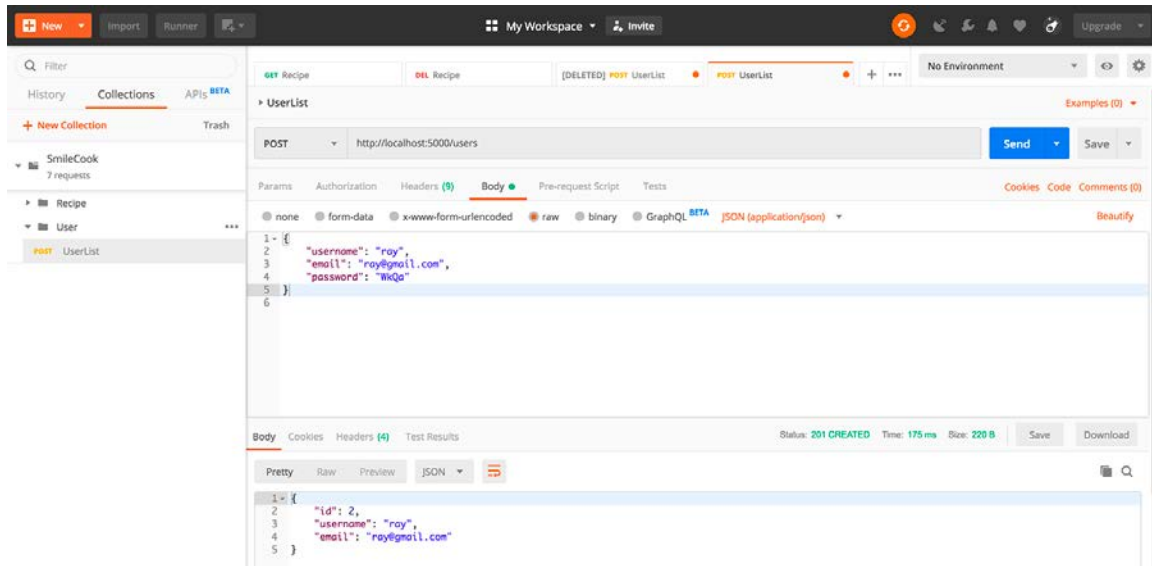 New Import Runner My Workspace Invite Upgrade
Filter
History Collections APIs BETA
+ New Collection Trash
SmileCook
7 requests
Recipe
User
POST UserList
GET Recipe DEL Recipe [DELETED] POST UserList POST UserList + ••• No Environment
UserList Examples (0)
POST http://localhost:5000/users Send Save
Params Authorization Headers (9) Body Pre-request Script Tests Cookies Code Comments (0)
none form-data x-www-form-urlencoded raw binary GraphQL BETA JSON (application/json) Beautify
1 {
2 "username": "ray",
3 "email": "ray@gmail.com",
4 "password": "WkQa"
5 }
6
Body Cookies Headers (4) Test Results Status: 201 CREATED Time: 175 ms Size: 220 B Save Download
Pretty Raw Preview JSON
1 {
2 "id": 2,
3 "username": "ray",
4 "email": "ray@gmail.com"
5 }